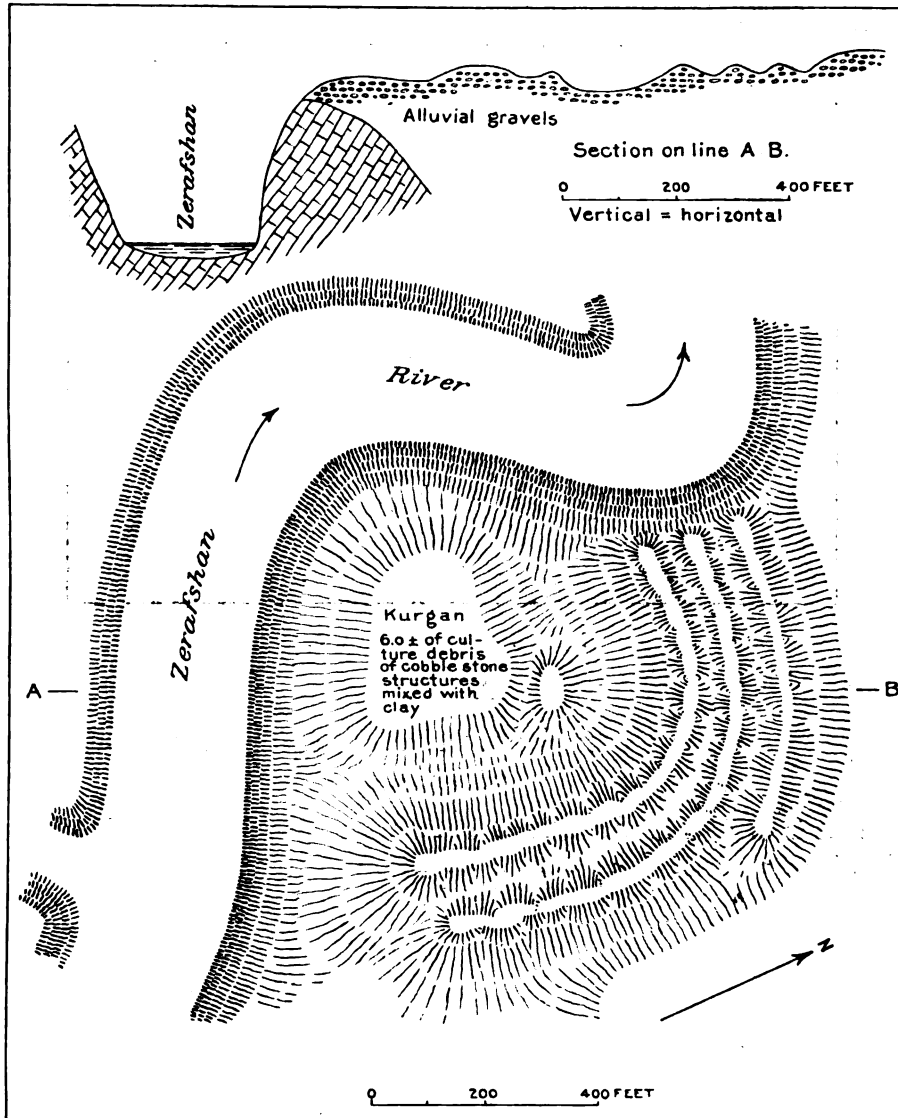 Zerafshan
Alluvial gravels
Section on line A B.
0 200 400 FEET
Vertical = horizontal
River
Zerafshan
Kurgan
6.0 ± of cul-
ture debris
of cobble stone
structures
mixed with
clay
A
B
N
0 200 400 FEET